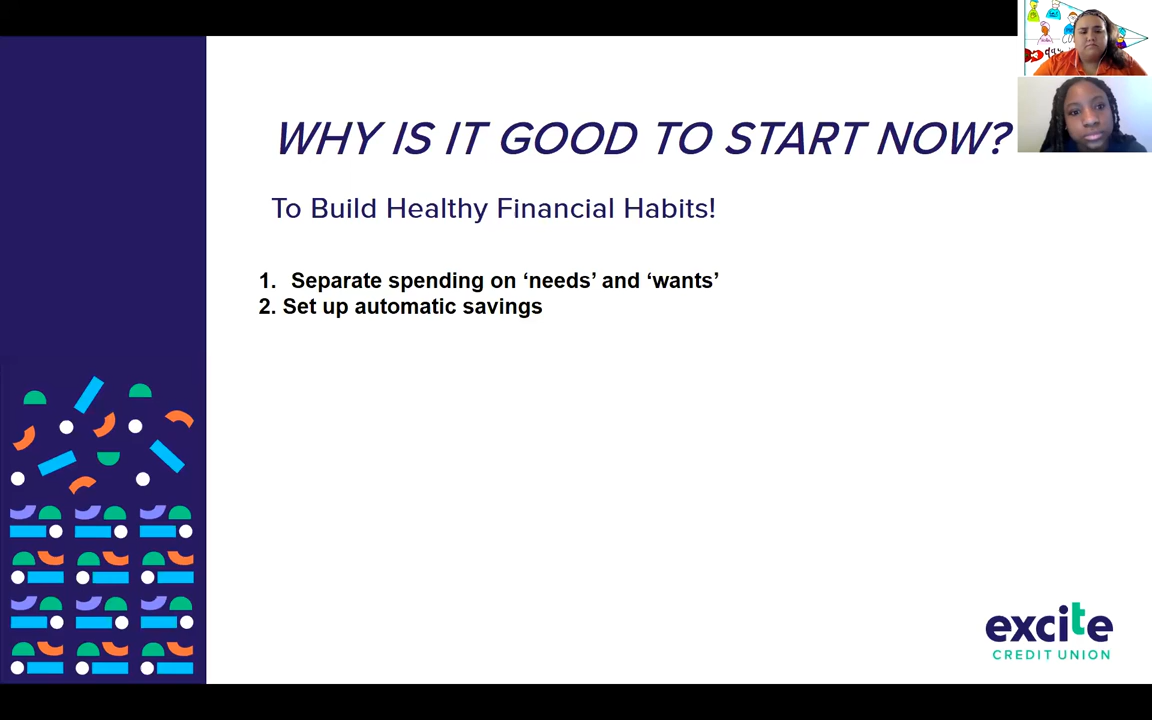 WHY IS IT GOOD TO START NOW?
To Build Healthy Financial Habits!
1. Separate spending on ‘needs’ and ‘wants’
2. Set up automatic savings
excite
CREDIT UNION